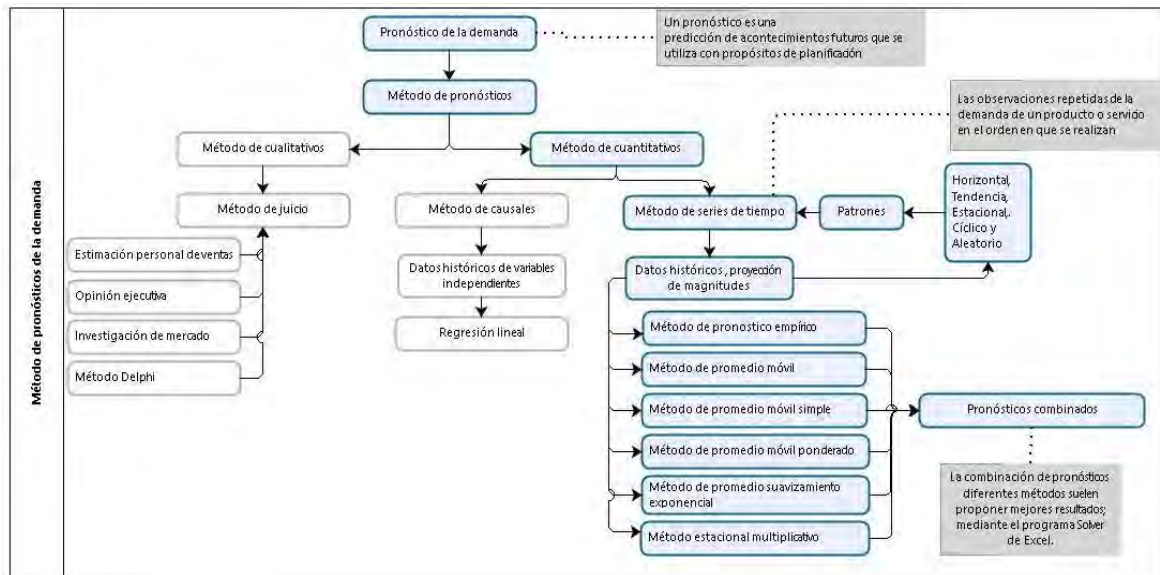 Método de pronósticos de la demanda
Pronóstico de la demanda
Un pronóstico es una
predicción de acontecimientos futuros que se
utiliza con propósitos de planificación
Método de pronósticos
Las observaciones repetidas de la
demanda de un producto o servicio
en el orden en que se realizan
Método de cualitativos
Método de cuantitativos
Método de juicio
Método de causales
Método de series de tiempo
Patrones
Horizontal,
Tendencia,
Estacional,
Cíclico y
Aleatorio
Estimación personal de ventas
Opinión ejecutiva
Investigación de mercado
Método Delphi
Datos históricos de variables
independientes
Regresión lineal
Datos históricos, proyección
de magnitudes
Método de pronostico empírico
Método de promedio móvil
Método de promedio móvil simple
Método de promedio móvil ponderado
Método de promedio suavizamiento
exponencial
Método estacional multiplicativo
Pronósticos combinados
La combinación de pronósticos
diferentes métodos suelen
proponer mejores resultados;
mediante el programa Solver
de Excel.